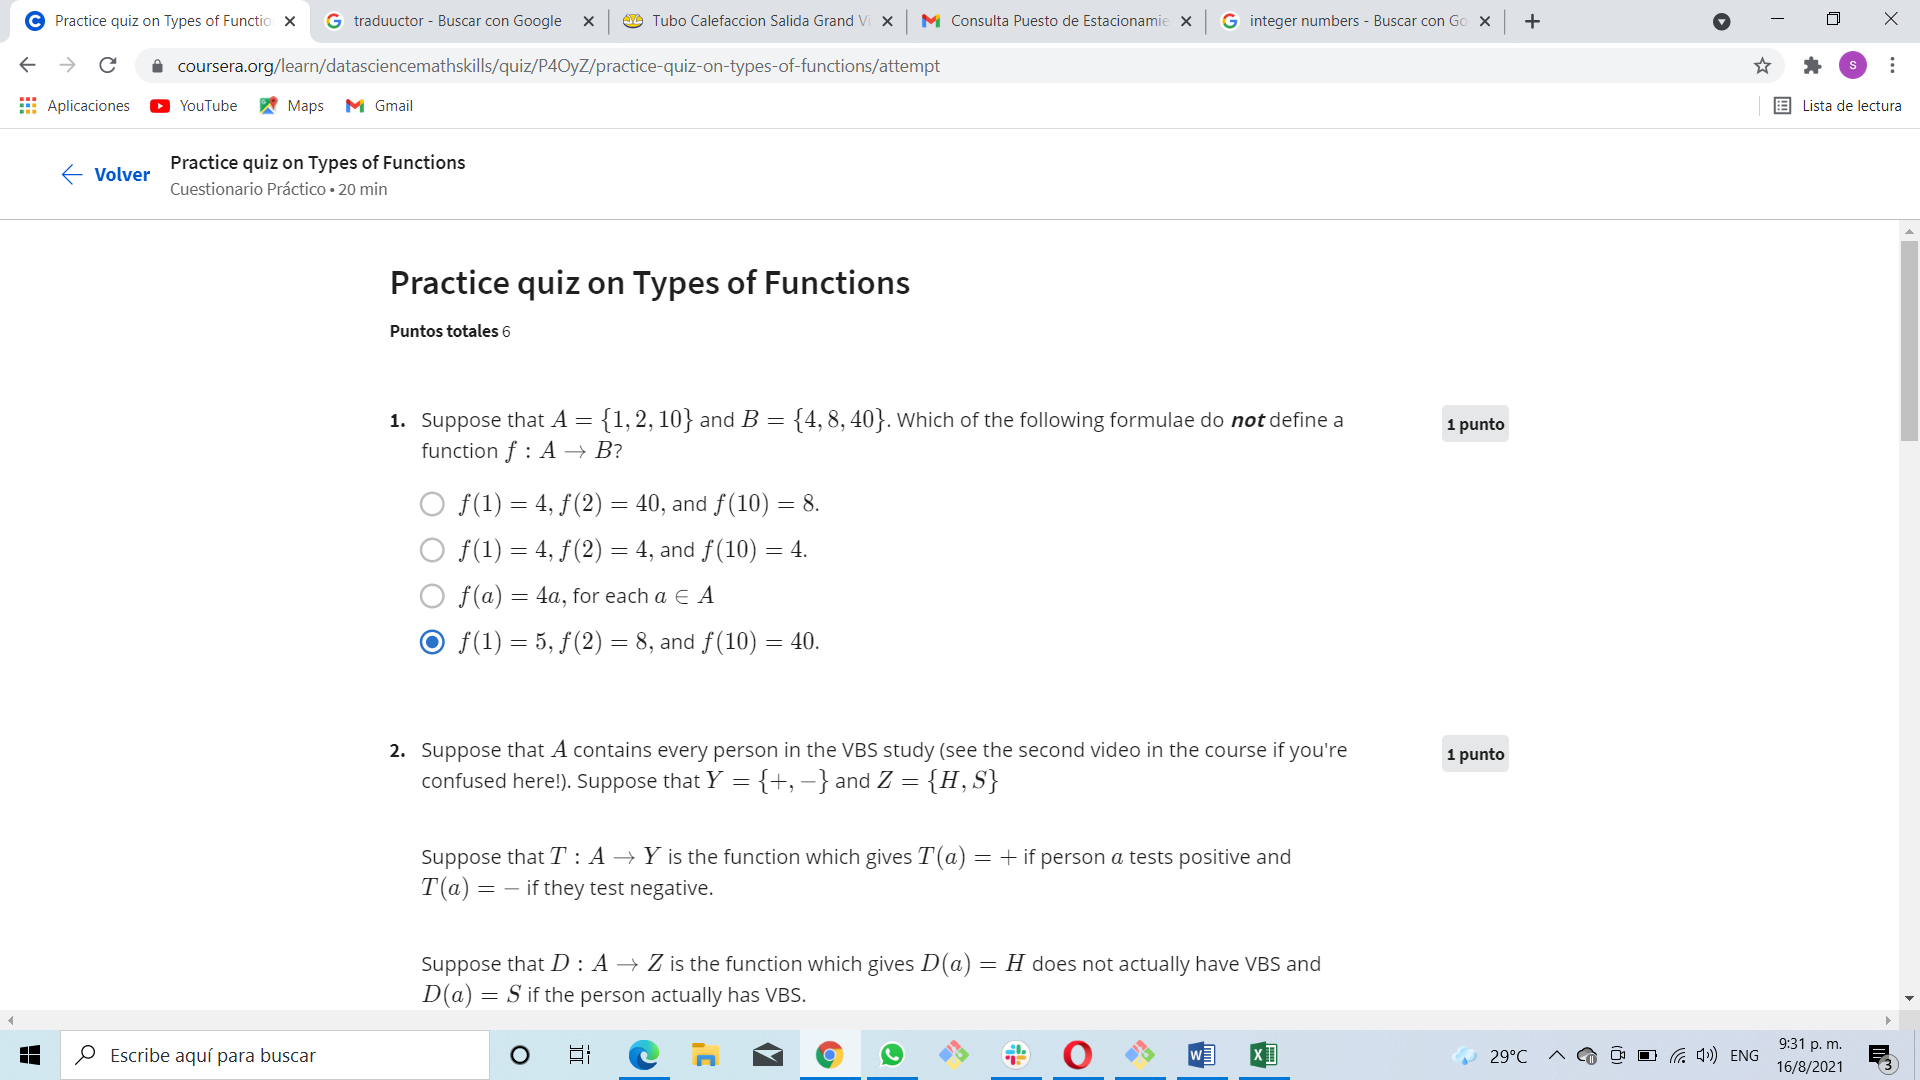 Practice quiz on Types of Functio
traduuctor - Buscar con Google
Tubo Calefaccion Salida Grand Vi
Consulta Puesto de Estacionamie
integer numbers - Buscar con Go
coursera.org/learn/datasciencemathskills/quiz/P4OyZ/practice-quiz-on-types-of-functions/attempt
S
Aplicaciones
YouTube
Maps
Gmail
Lista de lectura
Volver
Practice quiz on Types of Functions
Cuestionario Práctico • 20 min
Practice quiz on Types of Functions
Puntos totales 6
1. Suppose that A = {1, 2, 10} and B = {4, 8, 40}. Which of the following formulae do not define a
function f : A → B?
1 punto
f(1) = 4, f(2) = 40, and f(10) = 8.
f(1) = 4, f(2) = 4, and f(10) = 4.
f(a) = 4a, for each a ∈ A
f(1) = 5, f(2) = 8, and f(10) = 40.
2. Suppose that A contains every person in the VBS study (see the second video in the course if you're
confused here!). Suppose that Y = {+, −} and Z = {H, S}
1 punto
Suppose that T : A → Y is the function which gives T(a) = + if person a tests positive and
T(a) = − if they test negative.
Suppose that D : A → Z is the function which gives D(a) = H does not actually have VBS and
D(a) = S if the person actually has VBS.
Escribe aquí para buscar
29°C
ENG
9:31 p. m.
16/8/2021
3